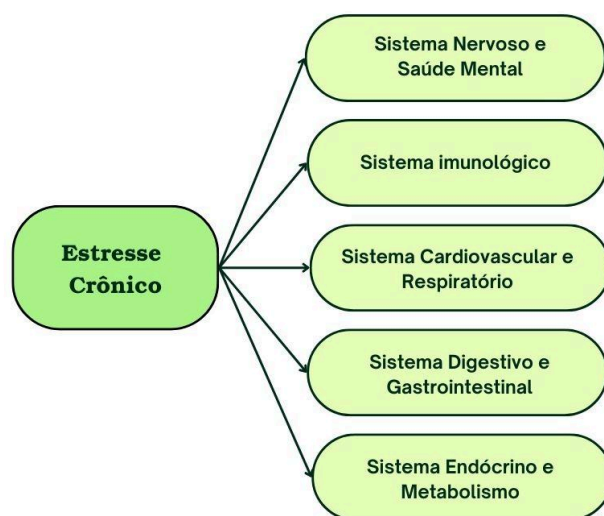 Sistema Nervoso e
Saúde Mental
Sistema imunológico
Estresse
Crônico
Sistema Cardiovascular e
Respiratório
Sistema Digestivo e
Gastrointestinal
Sistema Endócrino e
Metabolismo